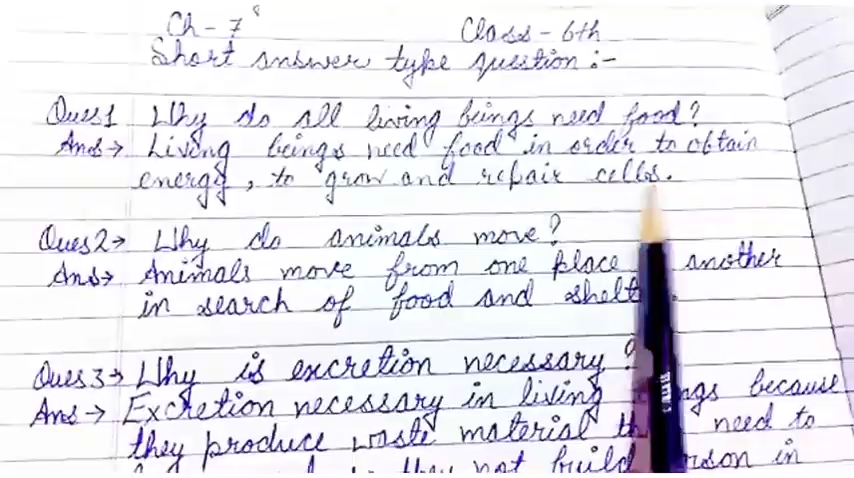 Ch - 7
Class - 6th
Short answer type question :-
Ques1 Why do all living beings need food?
Ans→ Living beings need food in order to obtain
energy, to grow and repair cells.
Ques2→ Why do animals move?
Ans→ Animals move from one place another
in search of food and
Ques3→ Why is excretion necessary?
Ans→ Excretion necessary in living because
they produce waste material need to
they not build in